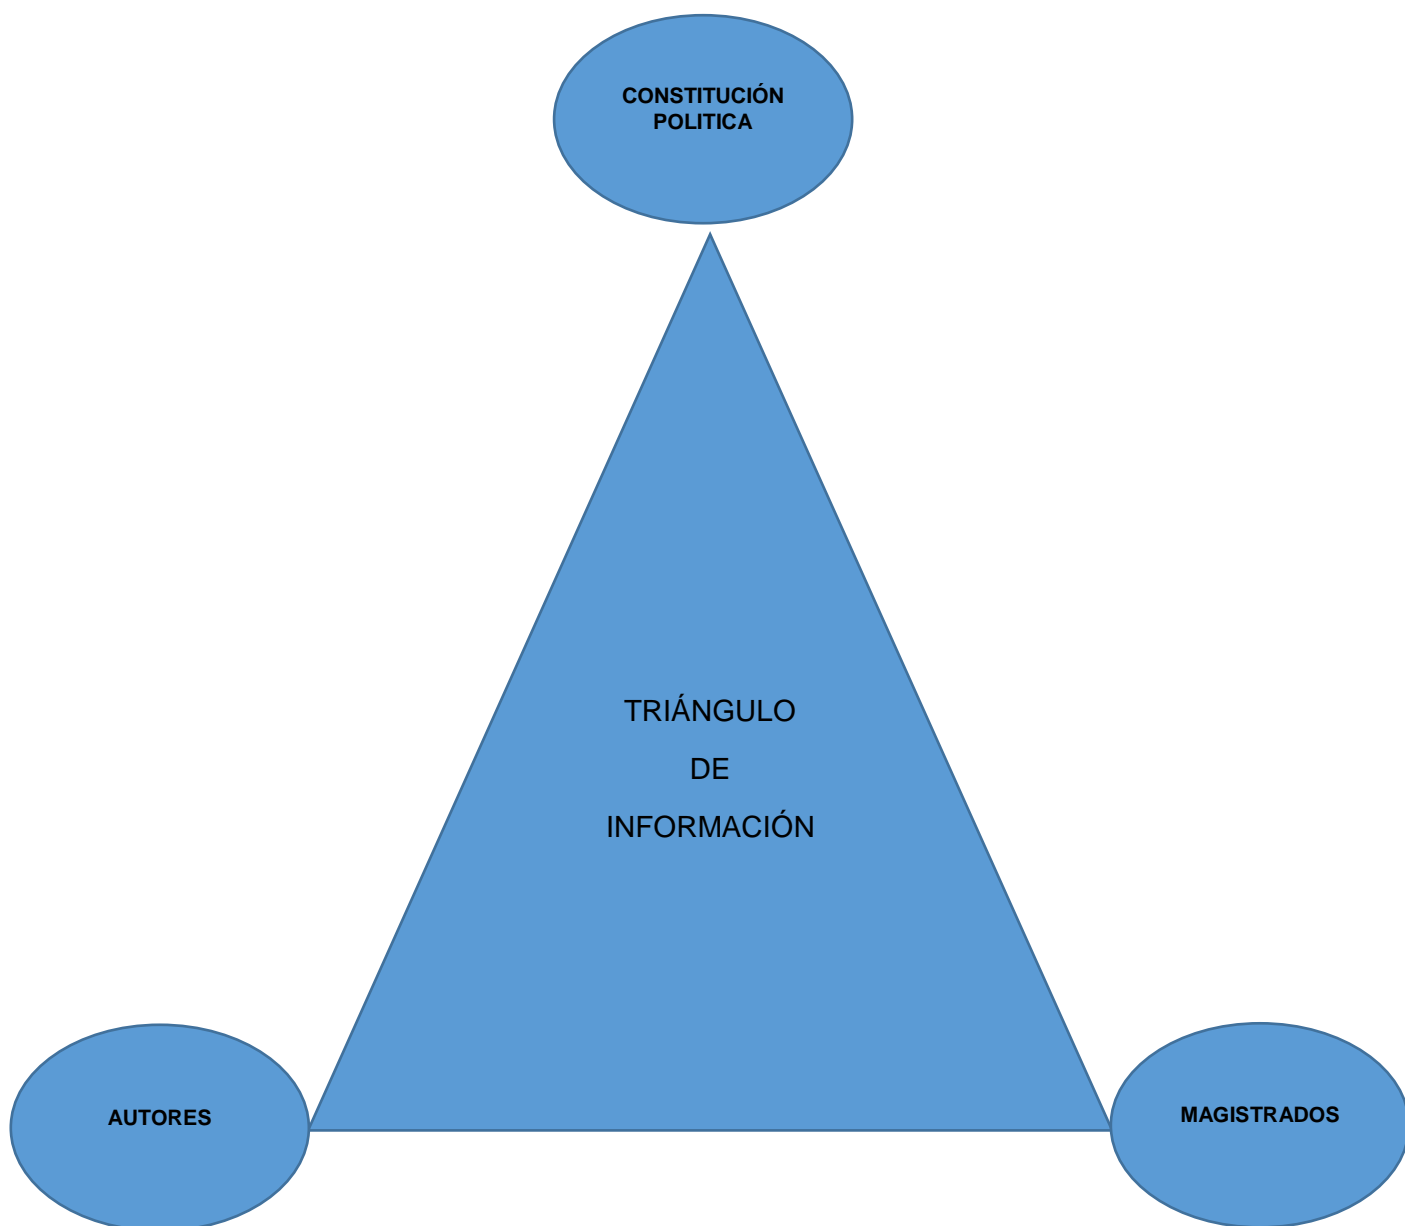 CONSTITUCIÓN
POLITICA
TRIÁNGULO
DE
INFORMACIÓN
AUTORES
MAGISTRADOS